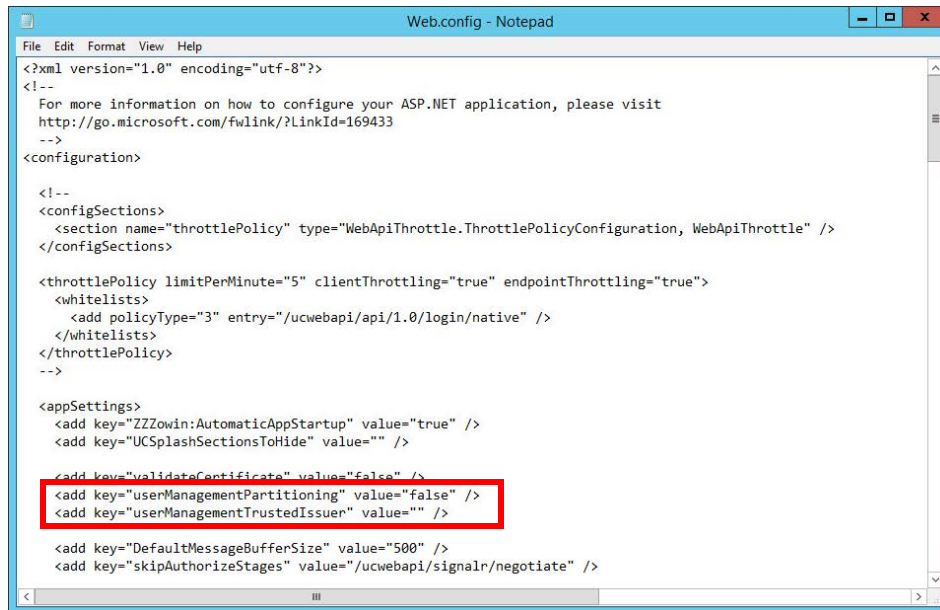 Web.config - Notepad
File Edit Format View Help
<?xml version="1.0" encoding="utf-8"?>
<!--
For more information on how to configure your ASP.NET application, please visit
http://go.microsoft.com/fwlink/?LinkId=169433
-->
<configuration>
<!--
<configSections>
<section name="throttlePolicy" type="WebApiThrottle.ThrottlePolicyConfiguration, WebApiThrottle" />
</configSections>
<throttlePolicy limitPerMinute="5" clientThrottling="true" endpointThrottling="true">
<whitelists>
<add policyType="3" entry="/ucwebapi/api/1.0/login/native" />
</whitelists>
</throttlePolicy>
-->
<appSettings>
<add key="ZZZowin:AutomaticAppStartup" value="true" />
<add key="UCSplashSectionsToHide" value="" />
<add key="validateCertificate" value="false" />
<add key="userManagementPartitioning" value="false" />
<add key="userManagementTrustedIssuer" value="" />
<add key="DefaultMessageBufferSize" value="500" />
<add key="skipAuthorizeStages" value="/ucwebapi/signalr/negotiate" />